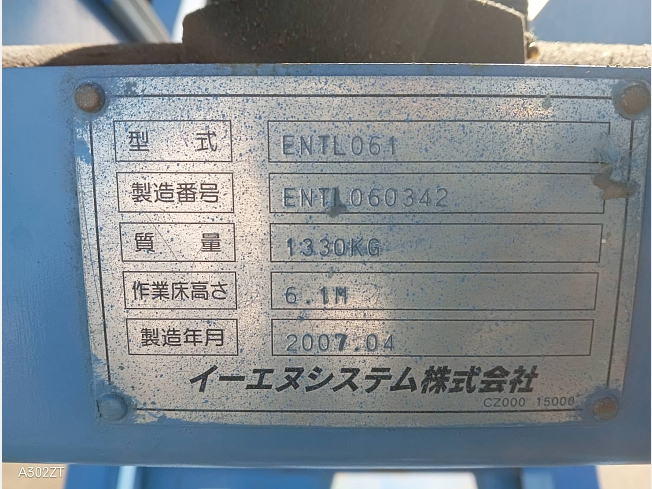 型 式 ENTL061
製造番号 ENTL060342
質 量 1330KG
作業床高さ 6.1M
製造年月 2007.04
イーエヌシステム株式会社
CZ000 15000
A302ZT